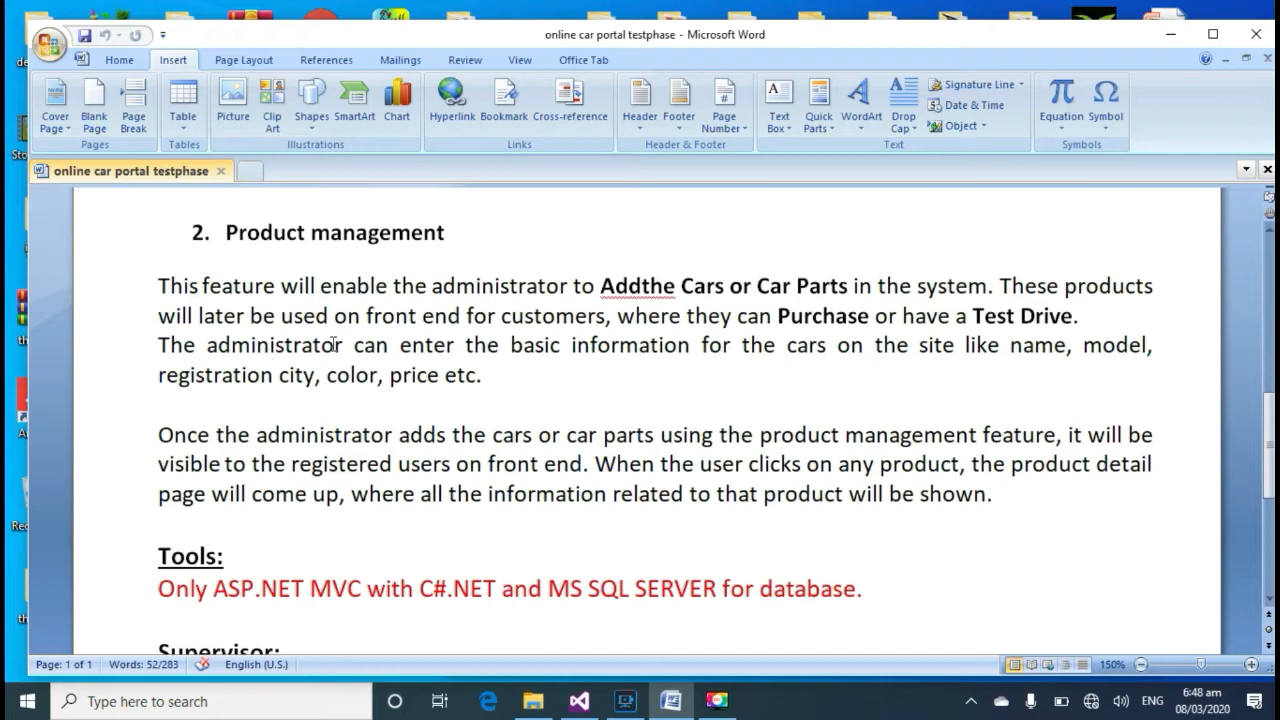 online car portal testphase - Microsoft Word
Home Insert Page Layout References Mailings Review View Office Tab
Cover Page Blank Page Page Break Table Picture Clip Art Shapes SmartArt Chart Hyperlink Bookmark Cross-reference Header Footer Page Number Text Box Quick Parts WordArt Drop Cap Signature Line Date & Time Object Equation Symbol
Pages Tables Illustrations Links Header & Footer Text Symbols
online car portal testphase
2. Product management
This feature will enable the administrator to Addthe Cars or Car Parts in the system. These products
will later be used on front end for customers, where they can Purchase or have a Test Drive.
The administrator can enter the basic information for the cars on the site like name, model,
registration city, color, price etc.
Once the administrator adds the cars or car parts using the product management feature, it will be
visible to the registered users on front end. When the user clicks on any product, the product detail
page will come up, where all the information related to that product will be shown.
Tools:
Only ASP.NET MVC with C#.NET and MS SQL SERVER for database.
Supervisor:
Page: 1 of 1 Words: 52/283 English (U.S.) 150%
Type here to search ENG 6:48 am
08/03/2020